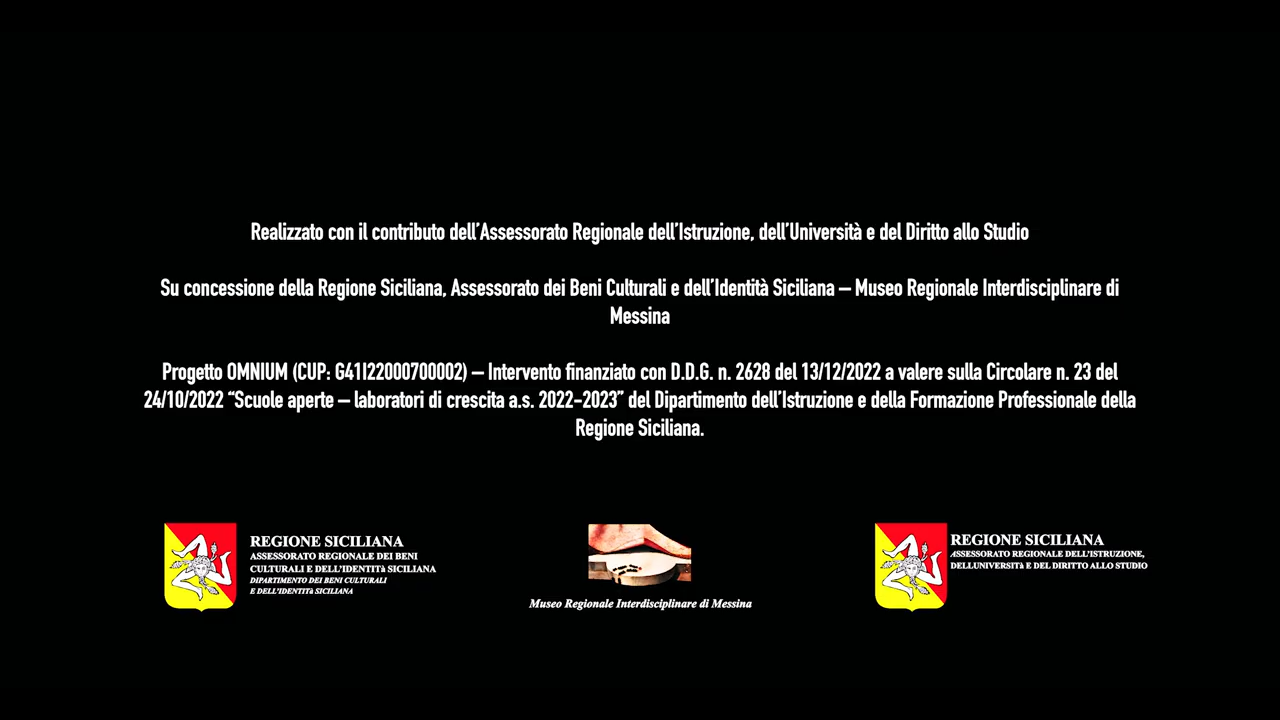 Realizzato con il contributo dell'Assessorato Regionale dell'Istruzione, dell'Università e del Diritto allo Studio
Su concessione della Regione Siciliana, Assessorato dei Beni Culturali e dell'Identità Siciliana – Museo Regionale Interdisciplinare di
Messina
Progetto OMNIUM (CUP: G41I22000700002) – Intervento finanziato con D.D.G. n. 2628 del 13/12/2022 a valere sulla Circolare n. 23 del
24/10/2022 “Scuole aperte – laboratori di crescita a.s. 2022-2023” del Dipartimento dell'Istruzione e della Formazione Professionale della
Regione Siciliana.
REGIONE SICILIANA
ASSESSORATO REGIONALE DEI BENI
CULTURALI E DELL'IDENTITà SICILIANA
DIPARTIMENTO DEI BENI CULTURALI
E DELL'IDENTITà SICILIANA
Museo Regionale Interdisciplinare di Messina
REGIONE SICILIANA
ASSESSORATO REGIONALE DELL'ISTRUZIONE,
DELLUNIVERSITà E DEL DIRITTO ALLO STUDIO